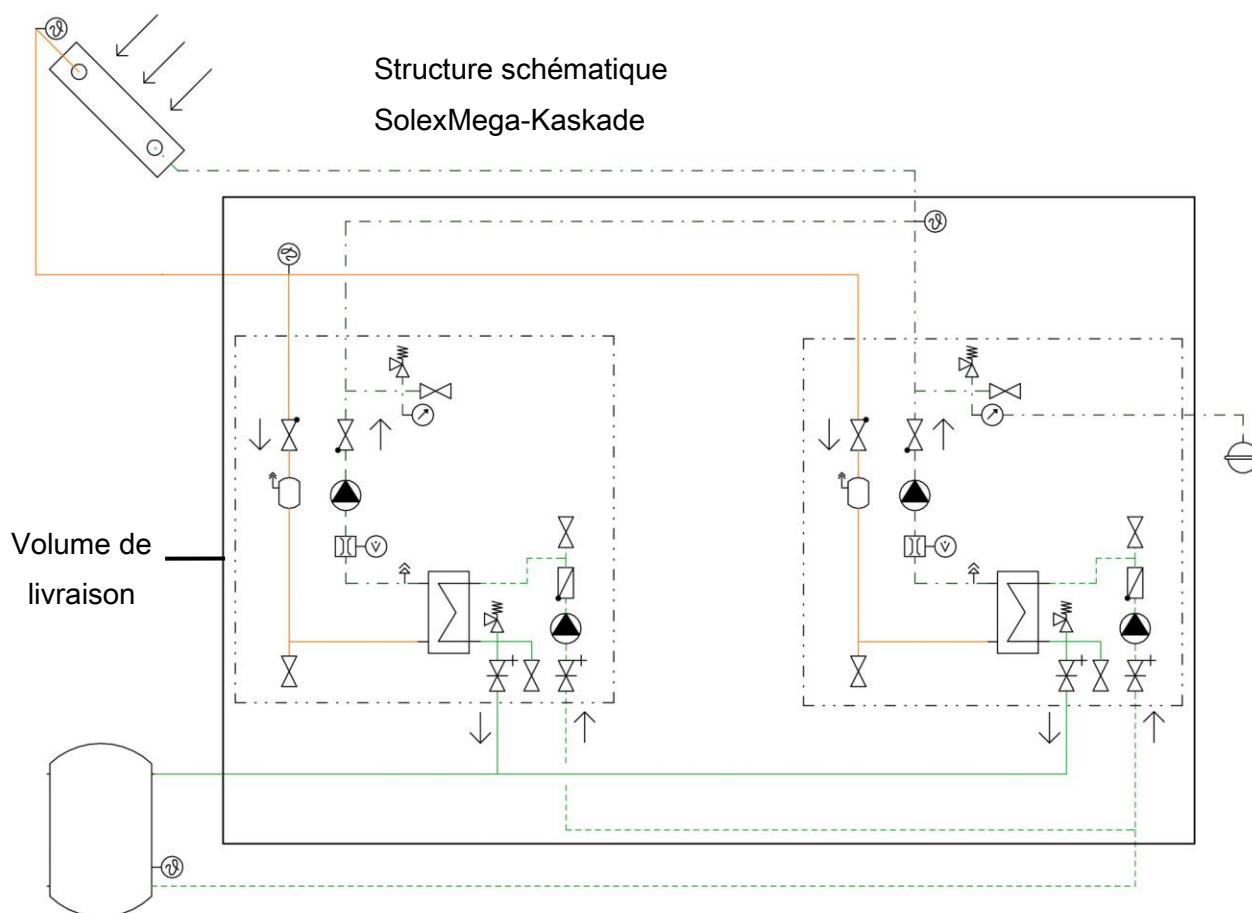 Structure schématique
SolexMega-Kaskade
ϑ
ϑ
ϑ
V̇
V̇
Volume de
livraison
ϑ